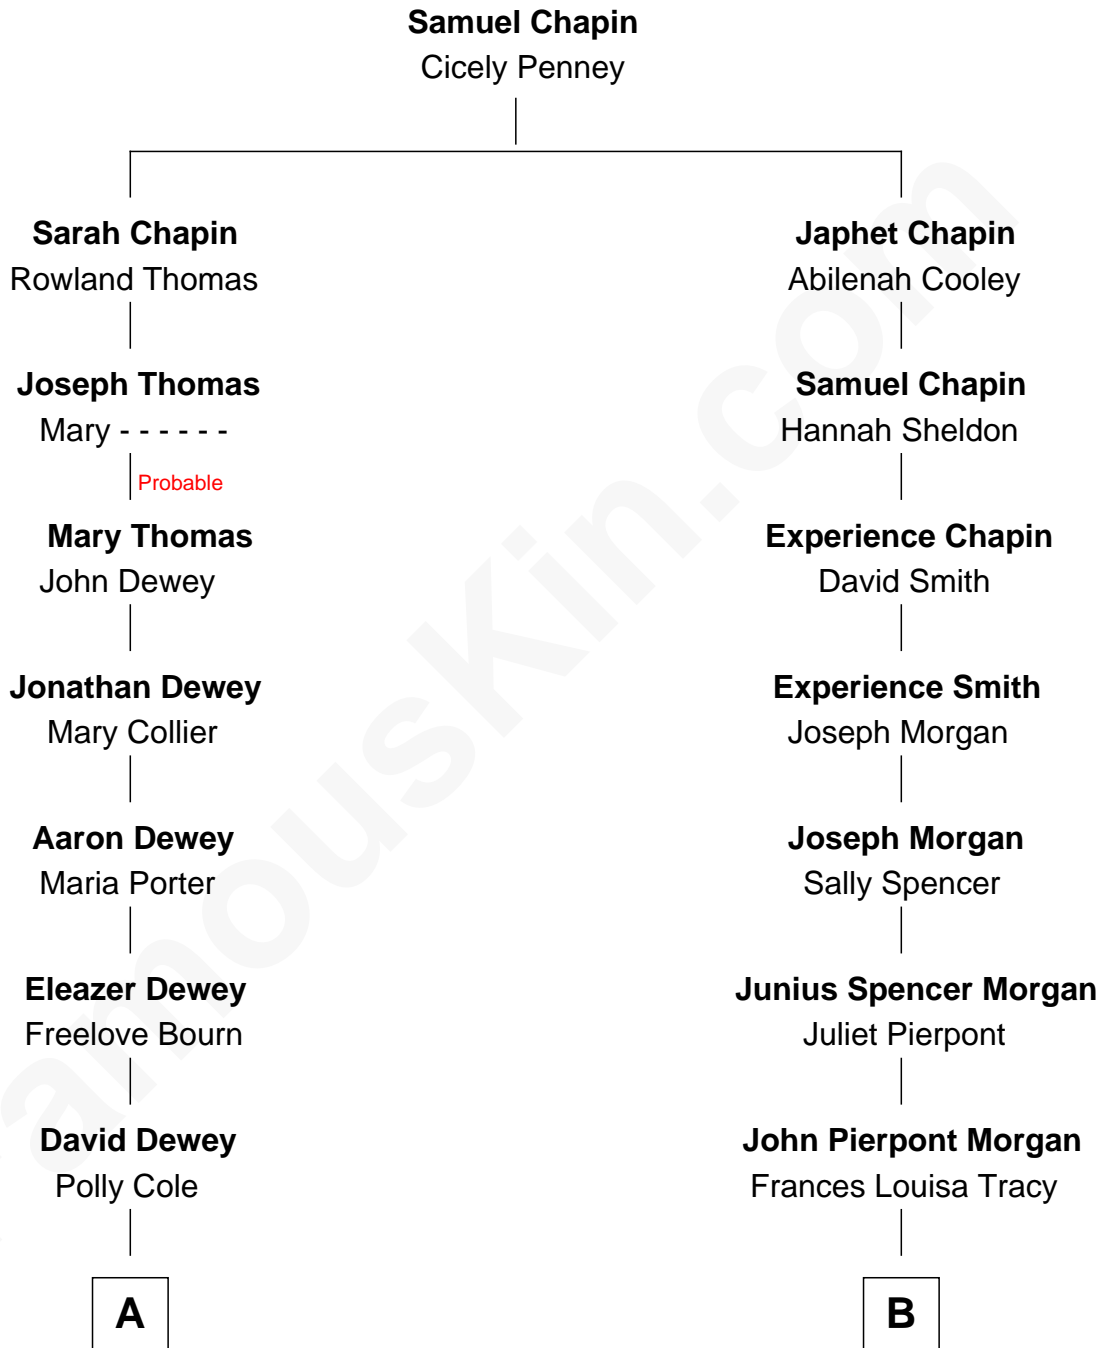 Samuel Chapin
Cicely Penney
Sarah Chapin
Rowland Thomas
Japhet Chapin
Abilenah Cooley
Joseph Thomas
Mary - - - - - -
Probable
Samuel Chapin
Hannah Sheldon
Mary Thomas
John Dewey
Experience Chapin
David Smith
Jonathan Dewey
Mary Collier
Experience Smith
Joseph Morgan
Aaron Dewey
Maria Porter
Joseph Morgan
Sally Spencer
Eleazer Dewey
Freelove Bourn
Junius Spencer Morgan
Juliet Pierpont
David Dewey
Polly Cole
John Pierpont Morgan
Frances Louisa Tracy
A
B
amouskin.com